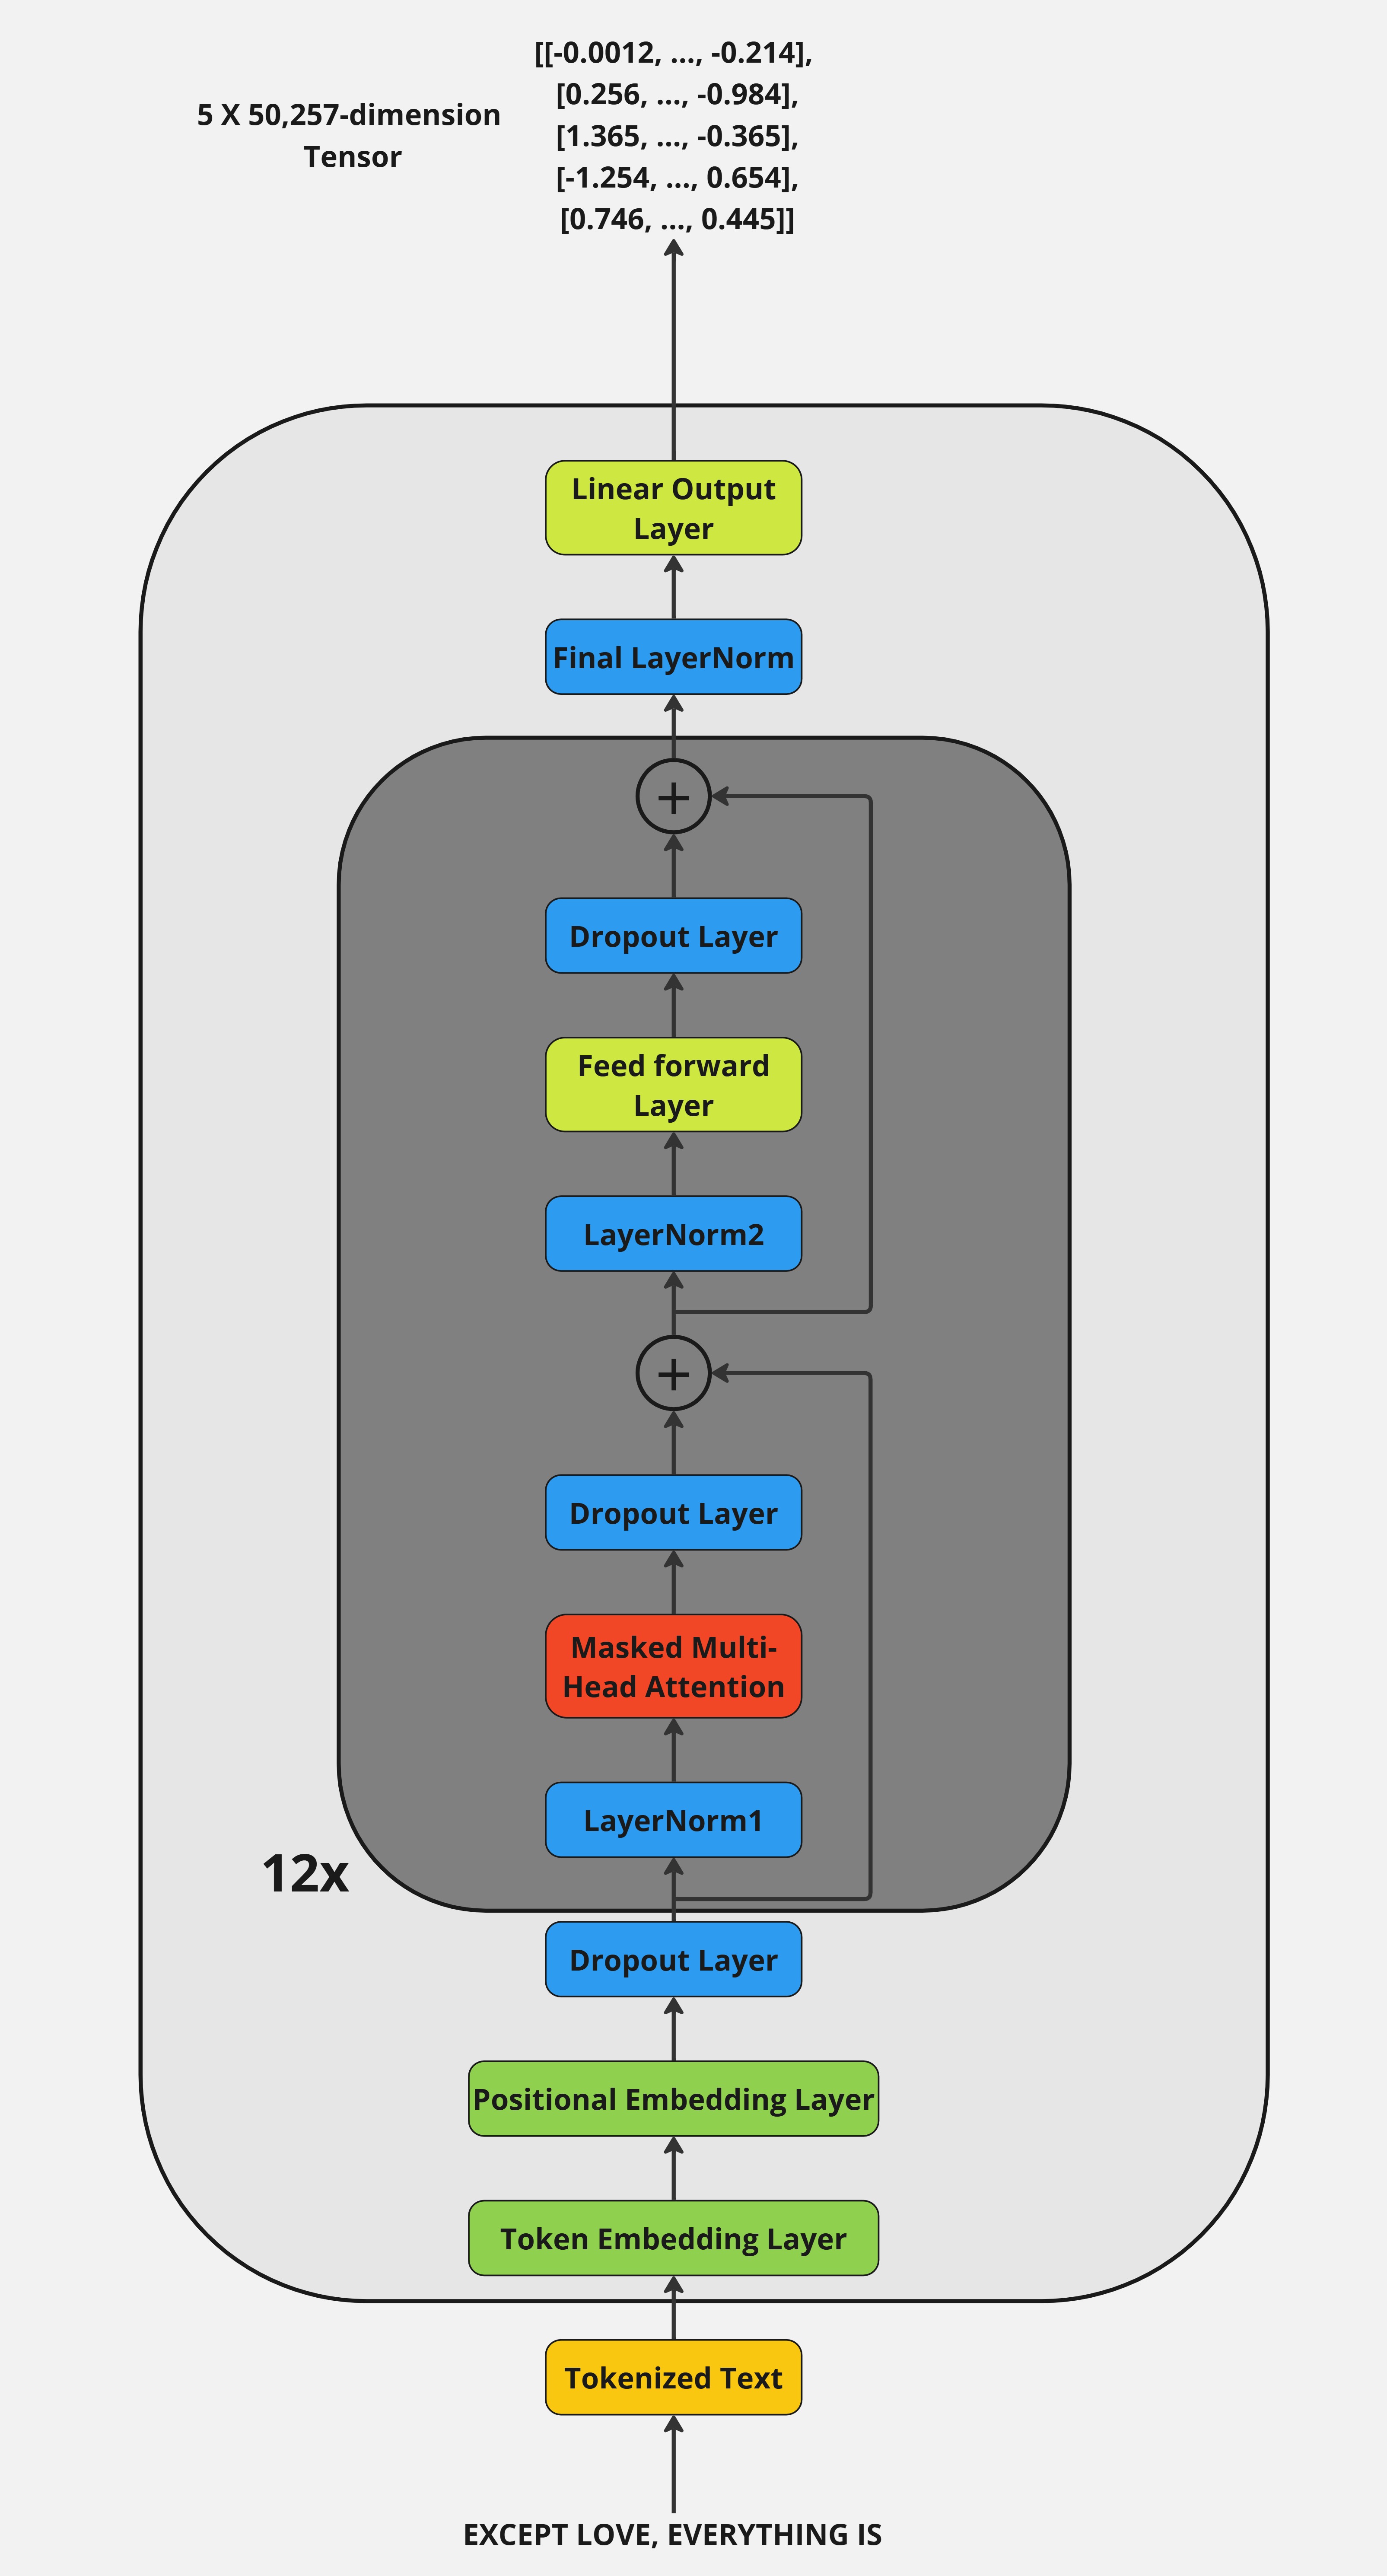 [[-0.0012, ..., -0.214],
[0.256, ..., -0.984],
5 X 50,257-dimension
Tensor
[1.365, ..., -0.365],
[-1.254, ..., 0.654],
[0.746, ..., 0.445]]
Linear Output
Layer
Final LayerNorm
+
Dropout Layer
Feed forward
Layer
LayerNorm2
+
Dropout Layer
Masked Multi-
Head Attention
LayerNorm1
12x
Dropout Layer
Positional Embedding Layer
Token Embedding Layer
Tokenized Text
EXCEPT LOVE, EVERYTHING IS